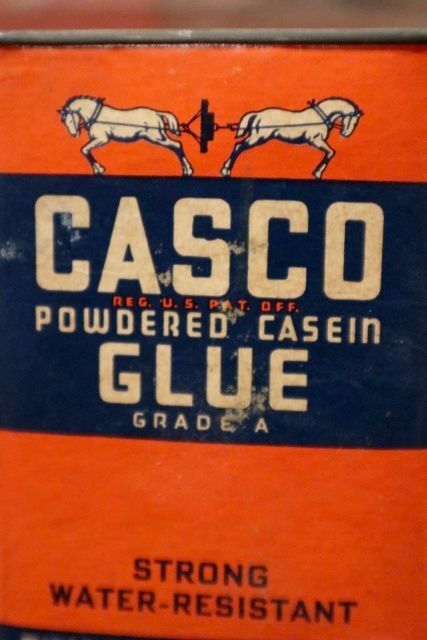 CASCO
REG. U.S. PAT. OFF.
POWDERED CASEIN
GLUE
GRADE A
STRONG
WATER-RESISTANT